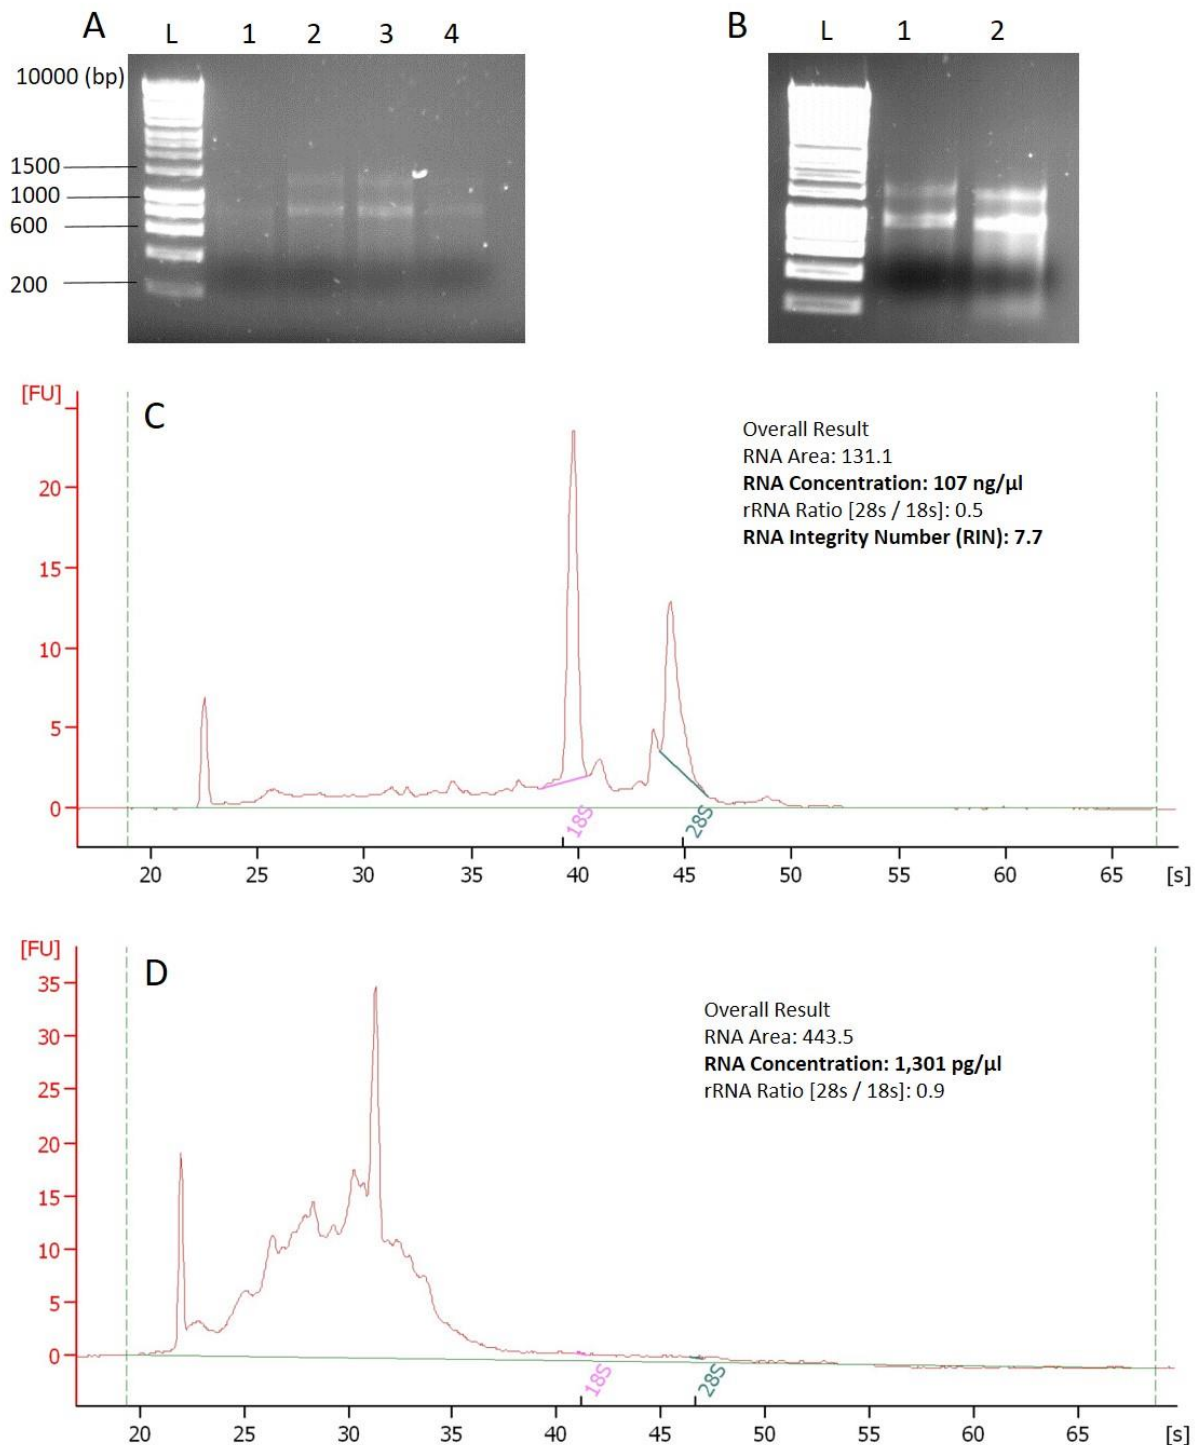 A L 1 2 3 4
10000 (bp)
1500
1000
600
200
B L 1 2
[FU]
C
Overall Result
RNA Area: 131.1
RNA Concentration: 107 ng/µl
rRNA Ratio [28s / 18s]: 0.5
RNA Integrity Number (RIN): 7.7
20
15
10
5
0
18S 28S
20 25 30 35 40 45 50 55 60 65 [s]
[FU]
D
Overall Result
RNA Area: 443.5
RNA Concentration: 1,301 pg/µl
rRNA Ratio [28s / 18s]: 0.9
35
30
25
20
15
10
5
0
18S 28S
20 25 30 35 40 45 50 55 60 65 [s]